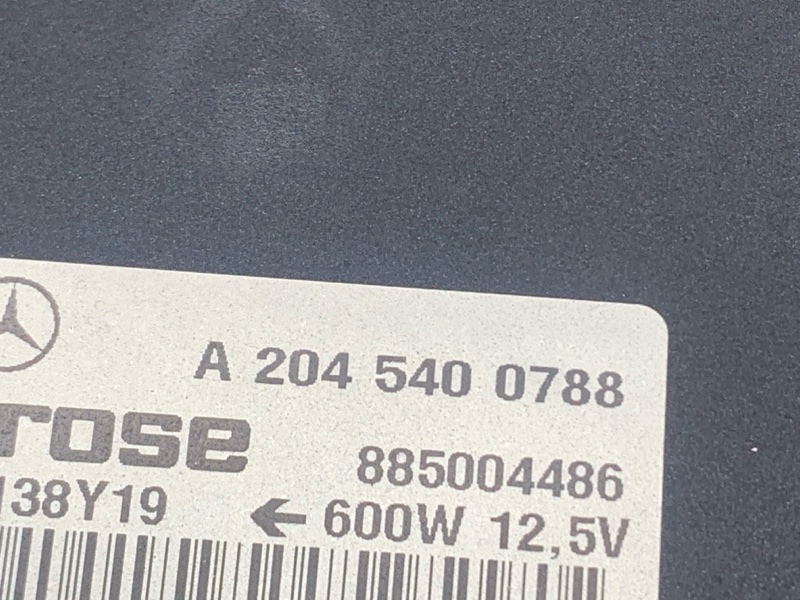 A 204 540 0788
rose
885004486
138Y19
← 600W 12,5V